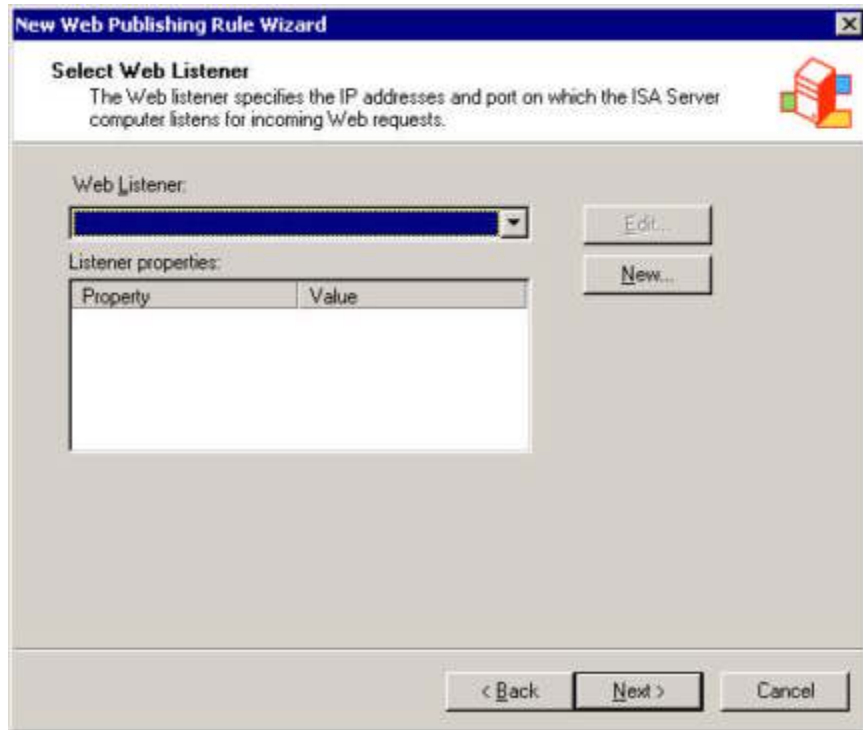 New Web Publishing Rule Wizard
Select Web Listener
The Web listener specifies the IP addresses and port on which the ISA Server
computer listens for incoming Web requests.
Web Listener:
Edit...
Listener properties:
New...
Property Value
< Back Next > Cancel